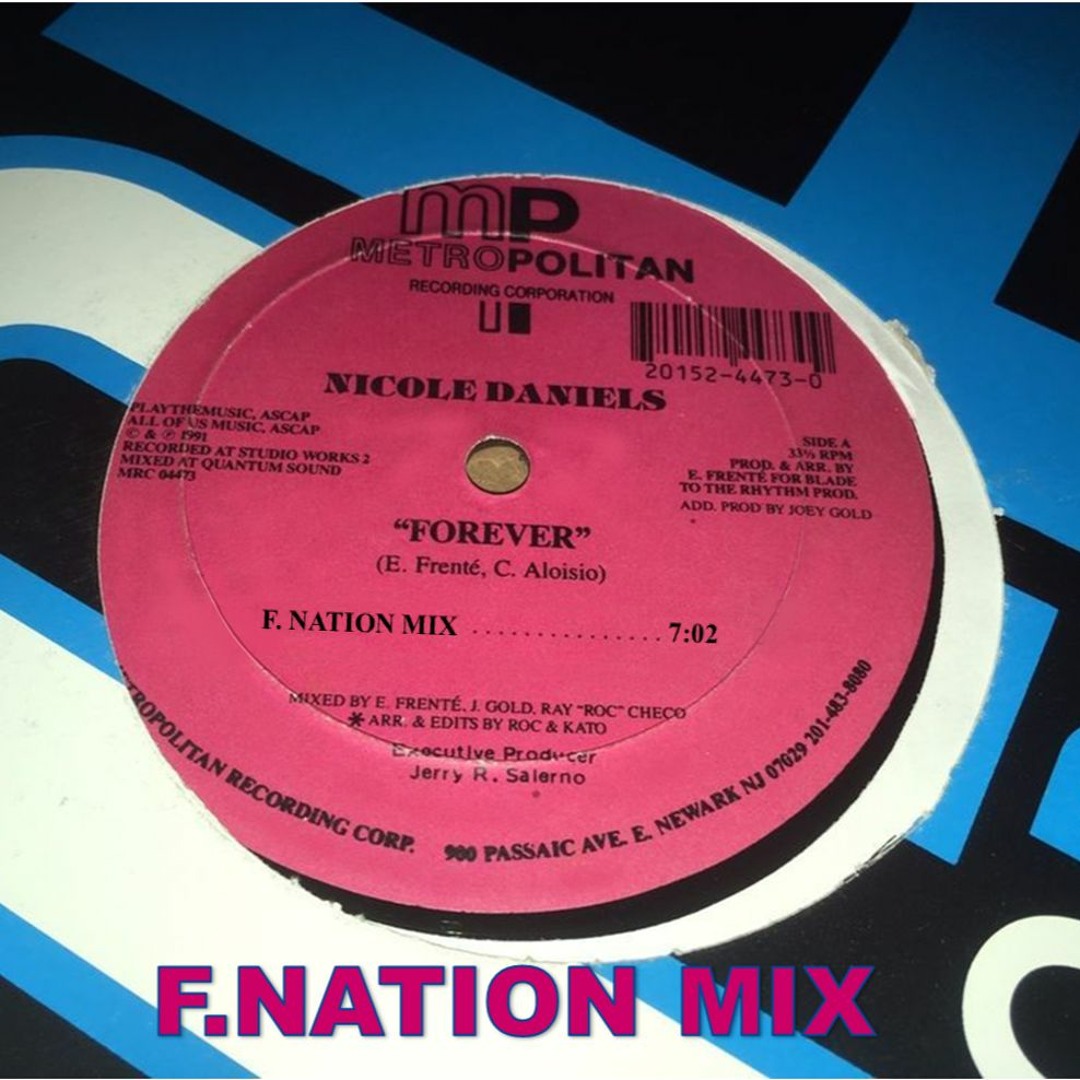 mP
METROPOLITAN
RECORDING CORPORATION
20152-4473-0
NICOLE DANIELS
PLAYTHEMUSIC, ASCAP
ALL OF US MUSIC, ASCAP
© & ℗ 1991
RECORDED AT STUDIO WORKS 2
MIXED AT QUANTUM SOUND
MRC 04473
SIDE A
33⅓ RPM
PROD. & ARR. BY
E. FRENTÉ FOR BLADE
TO THE RHYTHM PROD.
ADD. PROD BY JOEY GOLD
“FOREVER”
(E. Frenté, C. Aloisio)
F. NATION MIX ............... 7:02
MIXED BY E. FRENTÉ, J. GOLD, RAY “ROC” CHECO
* ARR. & EDITS BY ROC & KATO
Executive Producer
Jerry R. Salerno
METROPOLITAN RECORDING CORP. 900 PASSAIC AVE. E. NEWARK NJ 07029 201-483-8080
F.NATION MIX